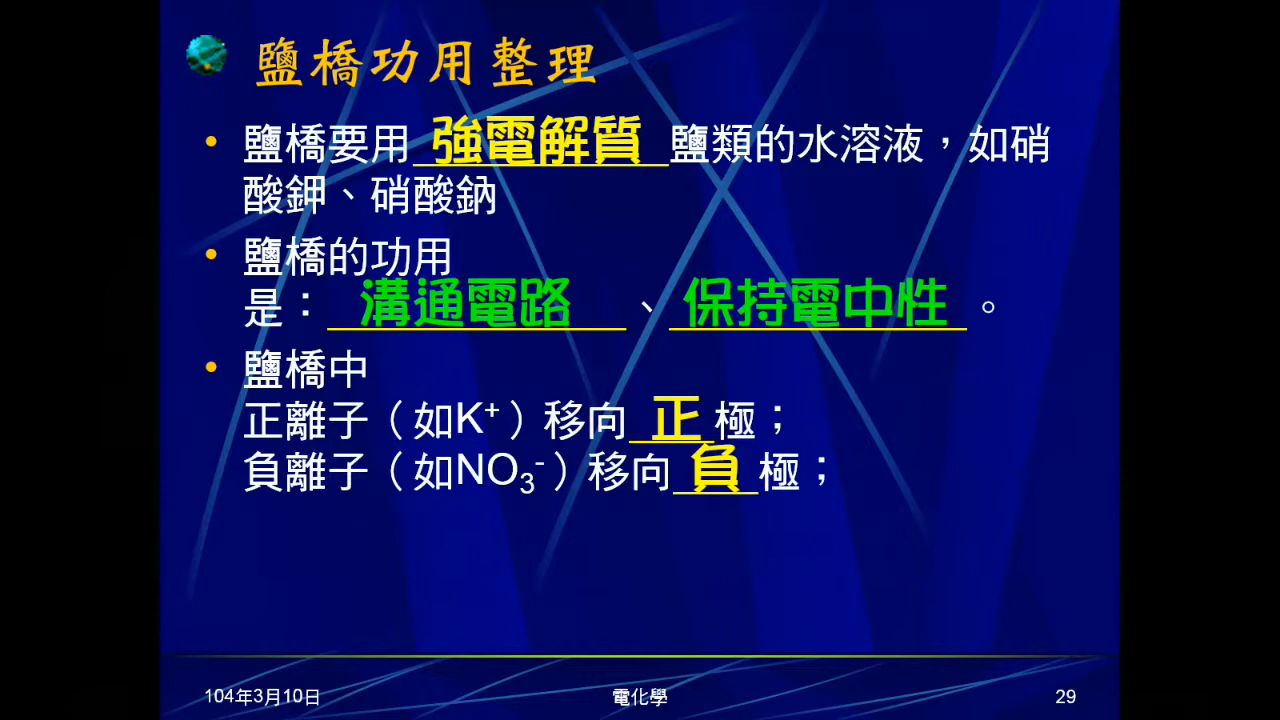 鹽橋功用整理
• 鹽橋要用強電解質鹽類的水溶液，如硝
酸鉀、硝酸鈉
• 鹽橋的功用
是：溝通電路、保持電中性。
• 鹽橋中
正離子（如K⁺）移向正極；
負離子（如NO₃⁻）移向負極；
104年3月10日 電化學 29